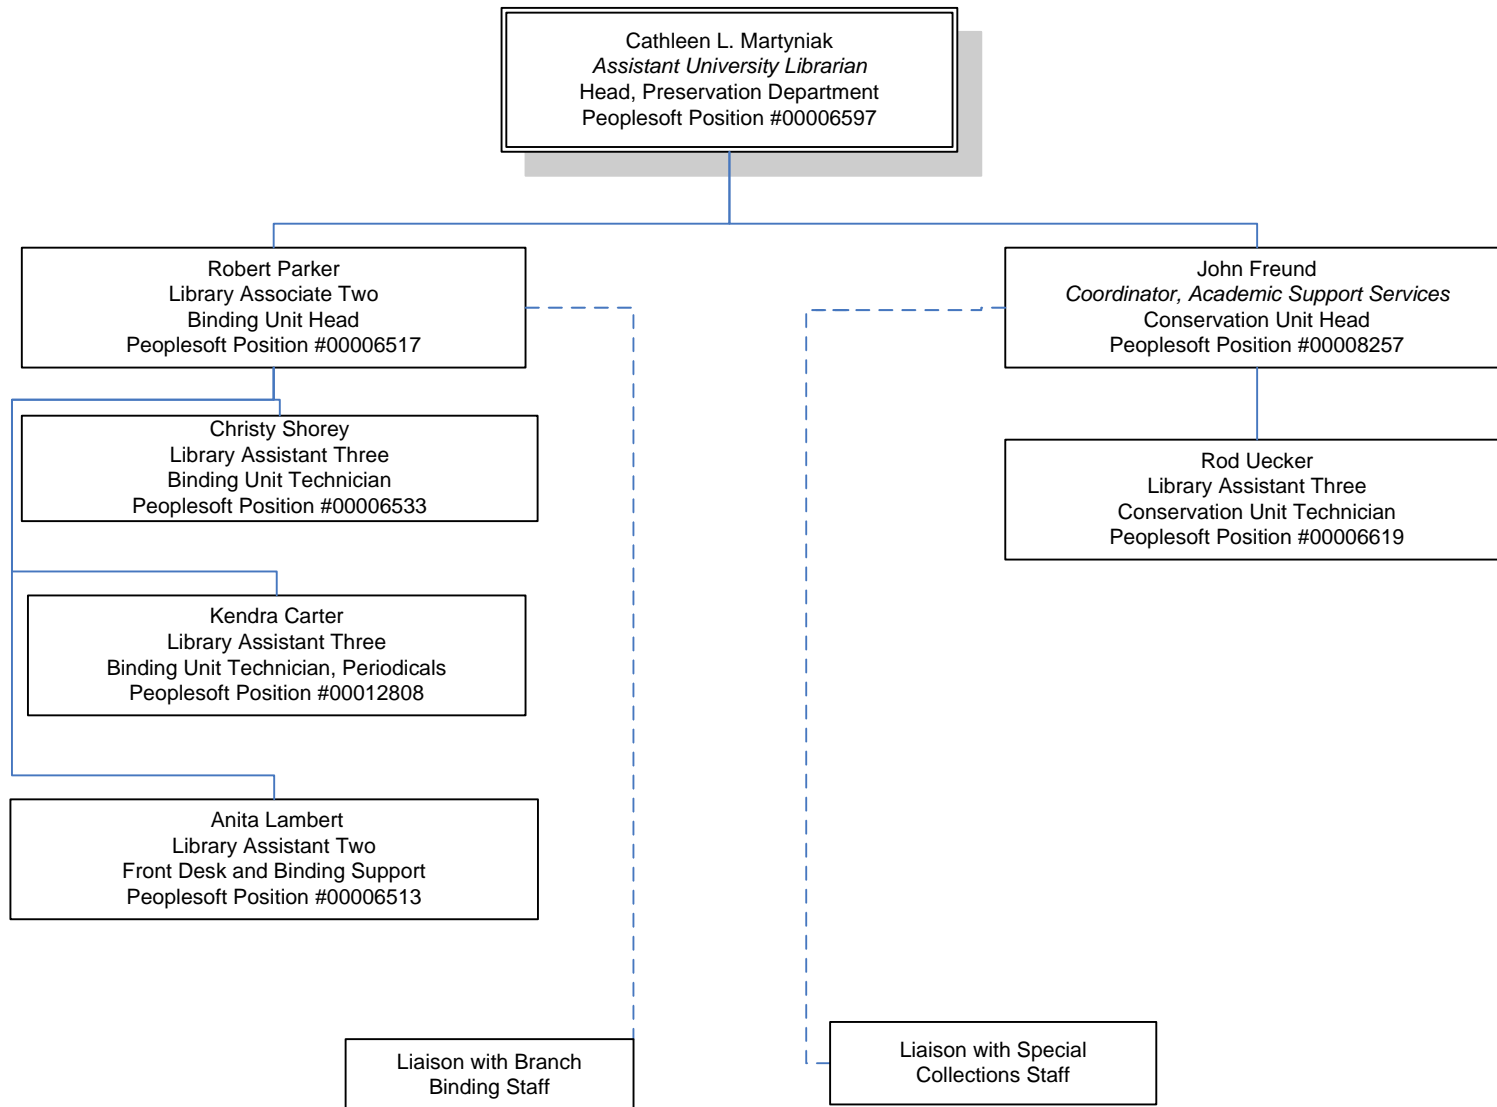 Cathleen L. Martyniak
Assistant University Librarian
Head, Preservation Department
Peoplesoft Position #00006597
Robert Parker
Library Associate Two
Binding Unit Head
Peoplesoft Position #00006517
John Freund
Coordinator, Academic Support Services
Conservation Unit Head
Peoplesoft Position #00008257
Christy Shorey
Library Assistant Three
Binding Unit Technician
Peoplesoft Position #00006533
Rod Uecker
Library Assistant Three
Conservation Unit Technician
Peoplesoft Position #00006619
Kendra Carter
Library Assistant Three
Binding Unit Technician, Periodicals
Peoplesoft Position #00012808
Anita Lambert
Library Assistant Two
Front Desk and Binding Support
Peoplesoft Position #00006513
Liaison with Branch
Binding Staff
Liaison with Special
Collections Staff